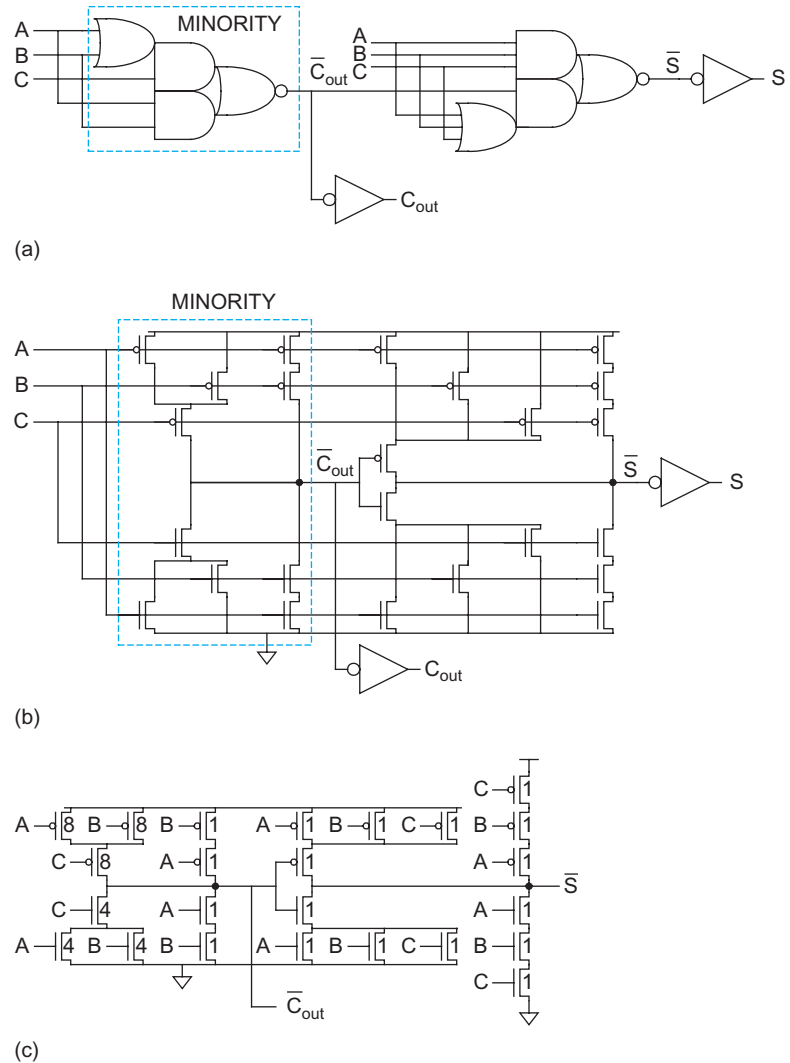 MINORITY
A
B
C
C̅out
A
B
C
S̅
S
Cout
(a)
MINORITY
A
B
C
C̅out
S̅
S
Cout
(b)
C 1
A 8 B 8 B 1 A 1 B 1 C 1 B 1
C 8 A 1 1 A 1
S̅
C 4 A 1 1 A 1
A 4 B 4 B 1 A 1 B 1 C 1 B 1
C 1
C̅out
(c)